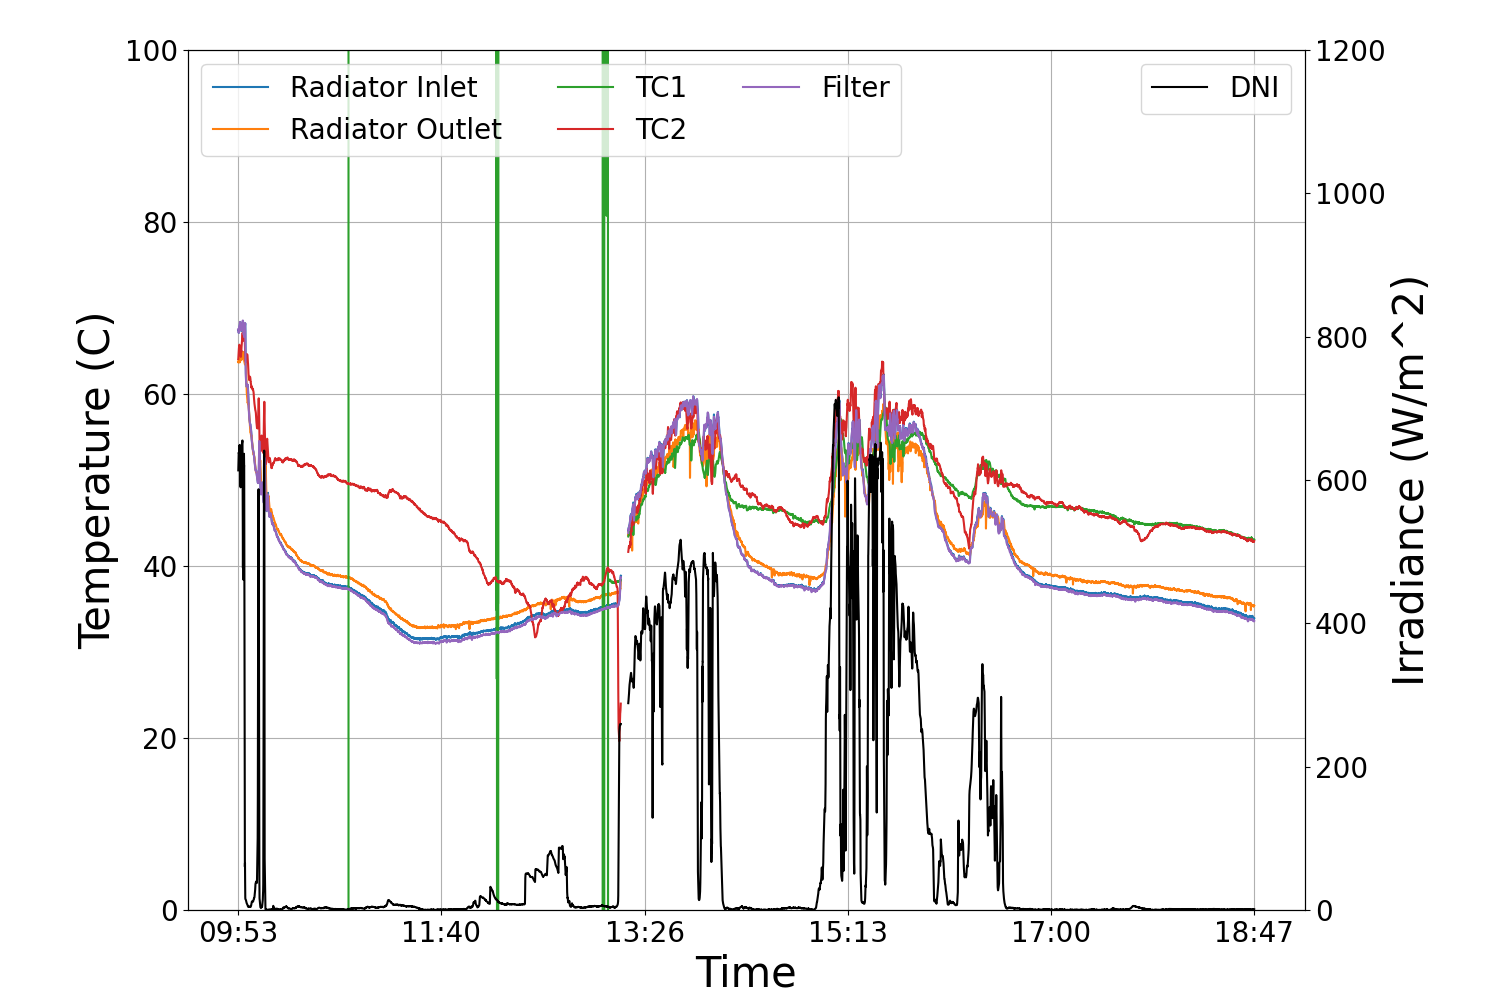 100
80
60
40
20
0
Temperature (C)
Radiator Inlet
Radiator Outlet
TC1
TC2
Filter
DNI
1200
1000
800
600
400
200
0
Irradiance (W/m^2)
09:53 11:40 13:26 15:13 17:00 18:47
Time